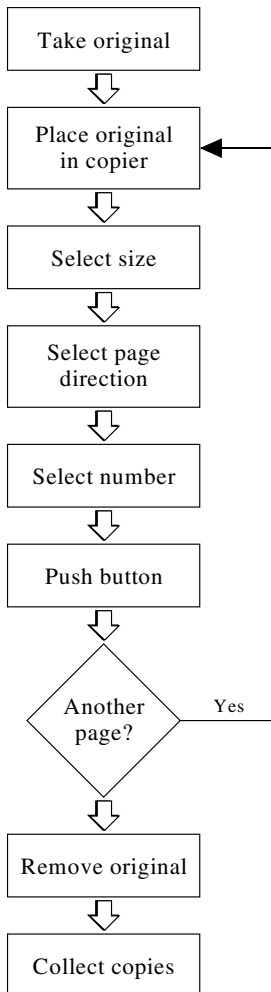 Take original
Place original
in copier
Select size
Select page
direction
Select number
Push button
Another
page?
Yes
Remove original
Collect copies